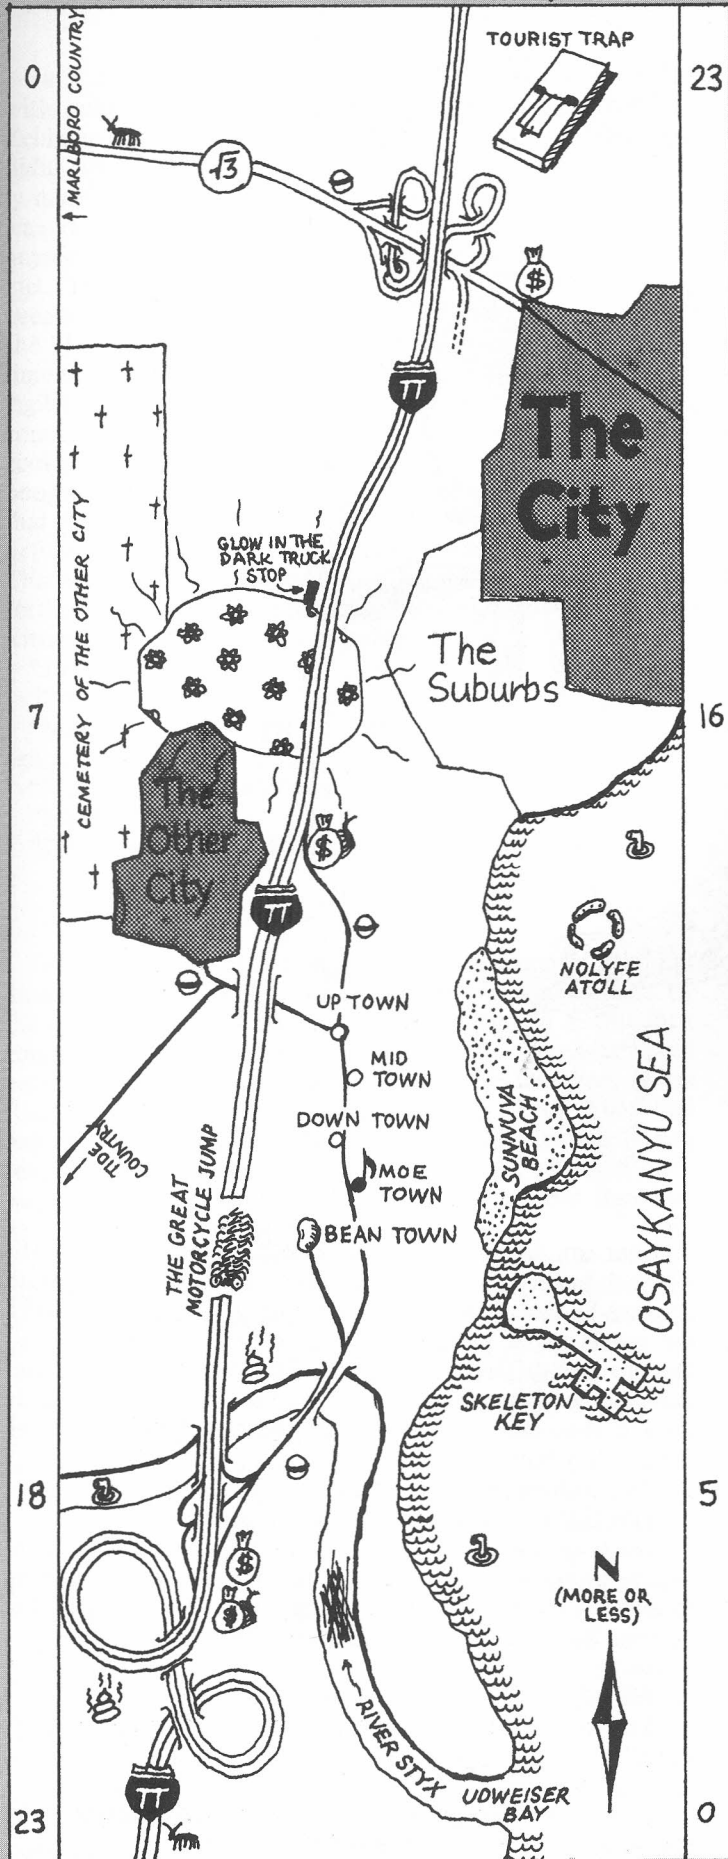 TOURIST TRAP
0
23
MARLBORO COUNTRY
√3
$
π
The
City
GLOW IN THE
DARK TRUCK
STOP
CEMETERY OF THE OTHER CITY
The
Suburbs
7
16
The
Other
City
$
π
NOLYFE
ATOLL
UP TOWN
MID
TOWN
DOWN TOWN
MOE
TOWN
BEAN TOWN
TIDE
COUNTRY
SUNNUVA
BEACH
OSAYKANYU SEA
THE GREAT
MOTORCYCLE JUMP
SKELETON
KEY
18
5
$
$
N
(MORE OR
LESS)
RIVER STYX
UDWEISER
BAY
π
23
0